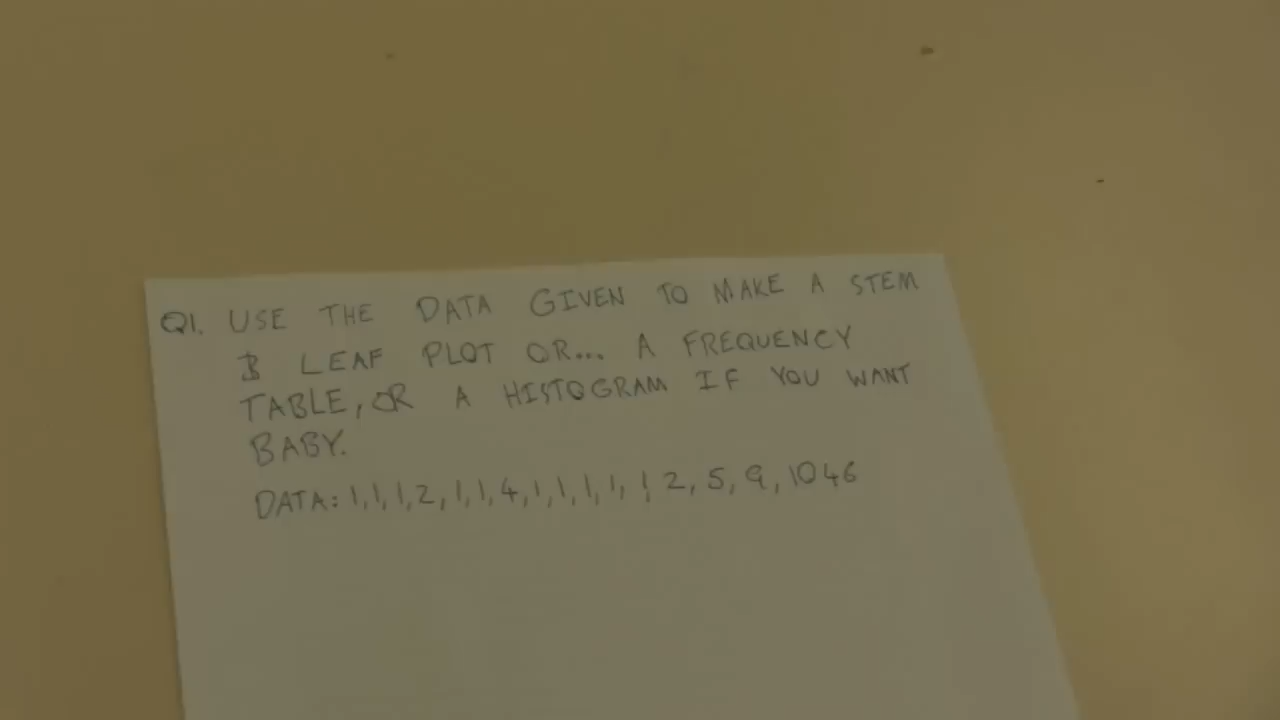 Q1. USE THE DATA GIVEN TO MAKE A STEM
& LEAF PLOT OR... A FREQUENCY
TABLE, OR A HISTOGRAM IF YOU WANT
BABY.
DATA: 1, 1, 1, 2, 1, 1, 4, 1, 1, 1, 1, 1, 2, 5, 9, 1046